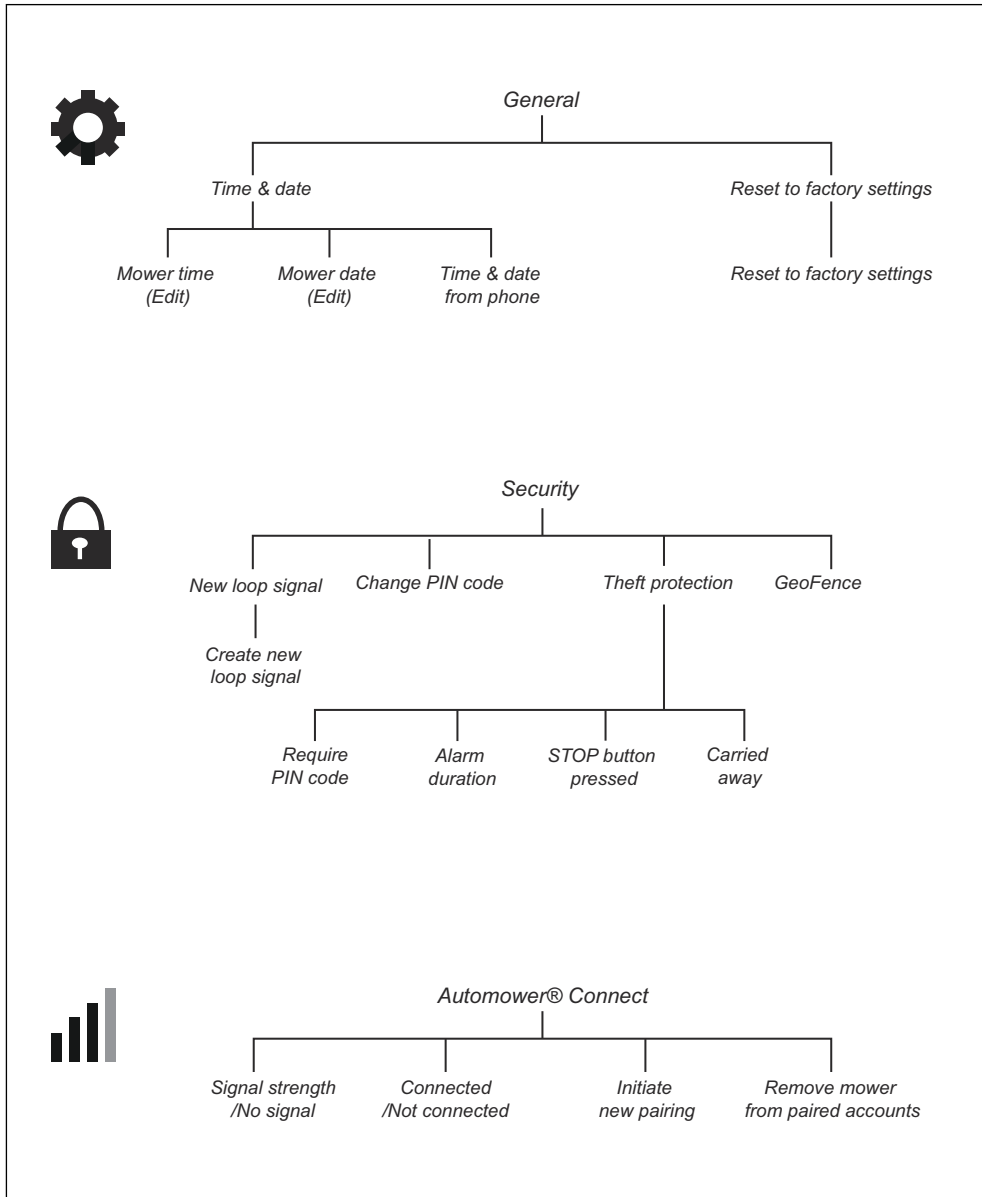 General
Time & date
Reset to factory settings
Mower time
(Edit)
Mower date
(Edit)
Time & date
from phone
Reset to factory settings
Security
New loop signal
Change PIN code
Theft protection
GeoFence
Create new
loop signal
Require
PIN code
Alarm
duration
STOP button
pressed
Carried
away
Automower® Connect
Signal strength
/No signal
Connected
/Not connected
Initiate
new pairing
Remove mower
from paired accounts